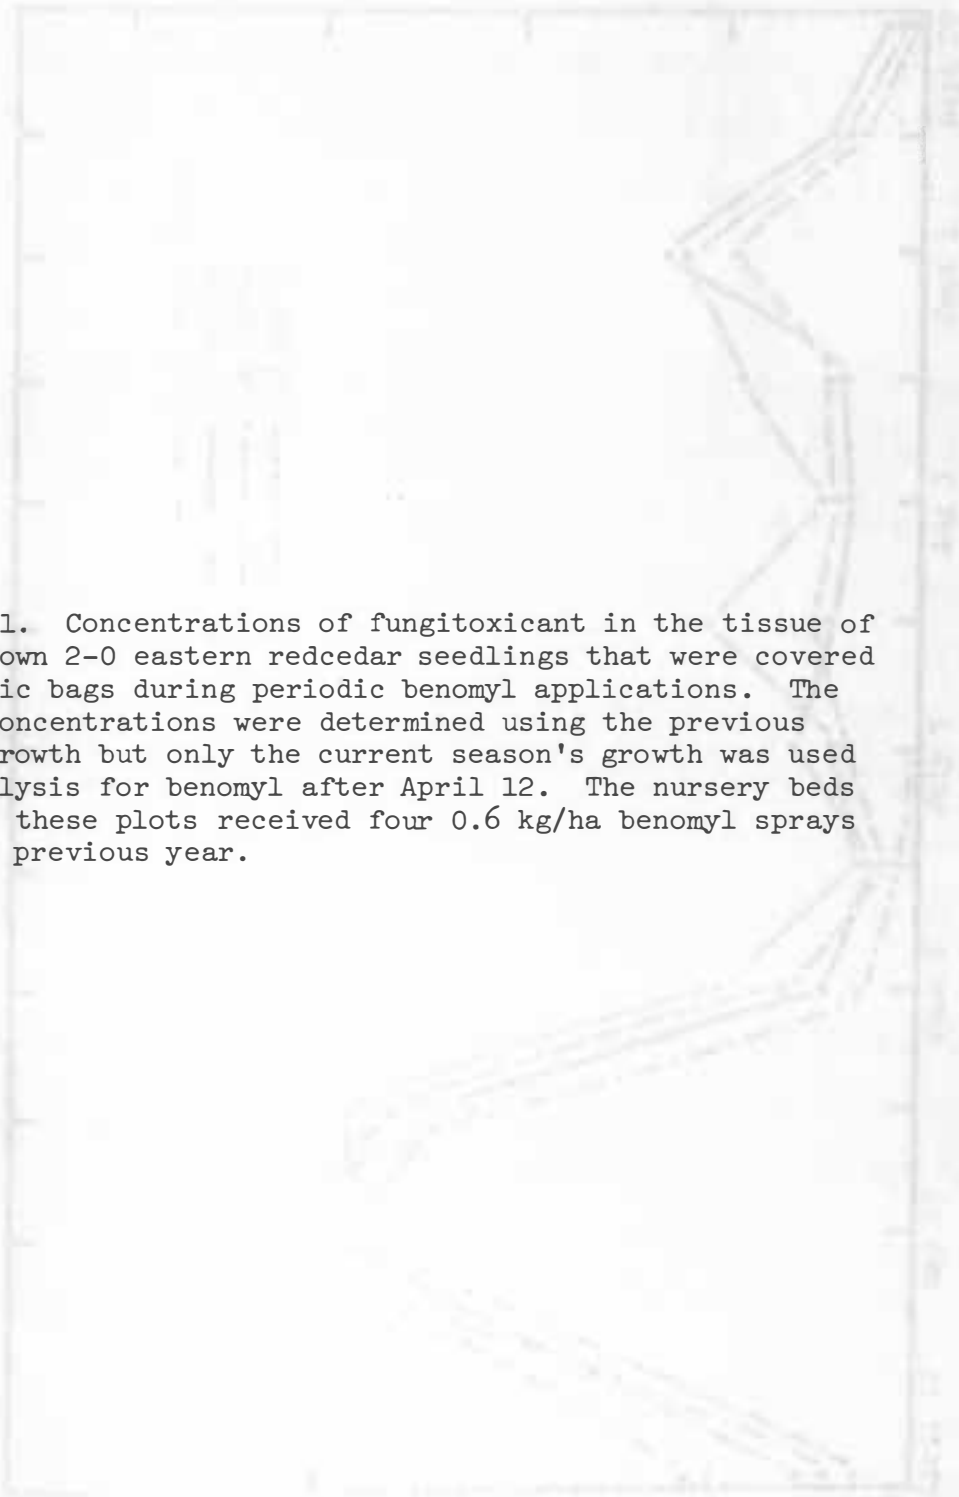 1. Concentrations of fungitoxicant in the tissue of
own 2-0 eastern redcedar seedlings that were covered
ic bags during periodic benomyl applications. The
oncentrations were determined using the previous
rowth but only the current season's growth was used
lysis for benomyl after April 12. The nursery beds
these plots received four 0.6 kg/ha benomyl sprays
previous year.